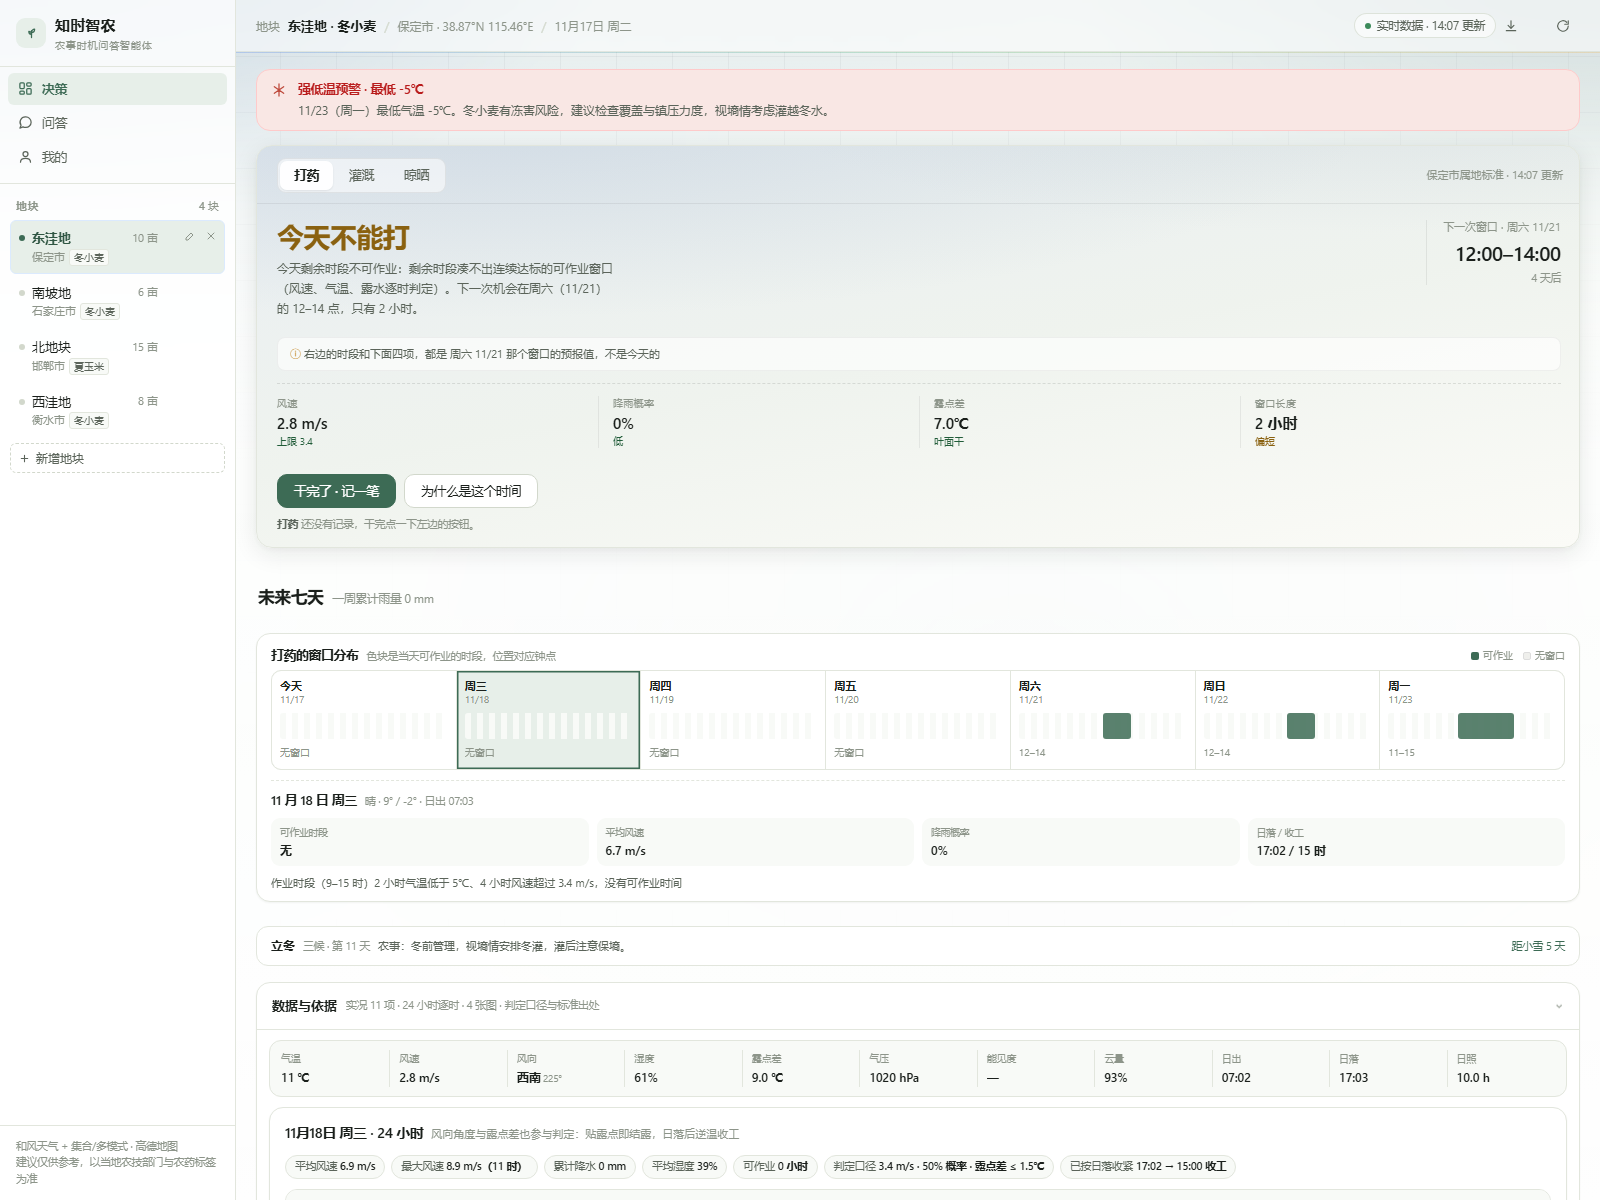 知时智农
农事时机问答智能体
决策
问答
我的
地块 4 块
东洼地 10 亩
保定市 冬小麦
南坡地 6 亩
石家庄市 冬小麦
北地块 15 亩
邯郸市 夏玉米
西洼地 8 亩
衡水市 冬小麦
+ 新增地块
和风天气 + 集合/多模式 · 高德地图
建议仅供参考，以当地农技部门与农药标签
为准
地块 东洼地 · 冬小麦 / 保定市 · 38.87°N 115.46°E / 11月17日 周二
实时数据 · 14:07 更新
强低温预警 · 最低 -5℃
11/23（周一）最低气温 -5℃。冬小麦有冻害风险，建议检查覆盖与镇压力度，视墒情考虑灌越冬水。
打药 灌溉 晾晒
保定市属地标准 · 14:07 更新
今天不能打
今天剩余时段不可作业：剩余时段凑不出连续达标的可作业窗口
（风速、气温、露水逐时判定）。下一次机会在周六（11/21）
的 12–14 点，只有 2 小时。
下一次窗口 · 周六 11/21
12:00–14:00
4 天后
右边的时段和下面四项，都是 周六 11/21 那个窗口的预报值，不是今天的
风速 降雨概率 露点差 窗口长度
2.8 m/s 0% 7.0℃ 2 小时
上限 3.4 低 叶面干 偏短
干完了 · 记一笔 为什么是这个时间
打药 还没有记录，干完点一下左边的按钮。
未来七天 一周累计雨量 0 mm
打药的窗口分布 色块是当天可作业的时段，位置对应钟点
可作业 无窗口
今天 周三 周四 周五 周六 周日 周一
11/17 11/18 11/19 11/20 11/21 11/22 11/23
无窗口 无窗口 无窗口 无窗口 12–14 12–14 11–15
11 月 18 日 周三 晴 · 9° / -2° · 日出 07:03
可作业时段 平均风速 降雨概率 日落 / 收工
无 6.7 m/s 0% 17:02 / 15 时
作业时段（9–15 时）2 小时气温低于 5℃、4 小时风速超过 3.4 m/s，没有可作业时间
立冬 三候 · 第 11 天 农事：冬前管理，视墒情安排冬灌，灌后注意保墒。
距小雪 5 天
数据与依据 实况 11 项 · 24 小时逐时 · 4 张图 · 判定口径与标准出处
气温 风速 风向 湿度 露点差 气压 能见度 云量 日出 日落 日照
11 ℃ 2.8 m/s 西南 225° 61% 9.0 ℃ 1020 hPa — 93% 07:02 17:03 10.0 h
11月18日 周三 · 24 小时 风向角度与露点差也参与判定：贴露点即结露，日落后逆温收工
平均风速 6.9 m/s 最大风速 8.9 m/s（11 时） 累计降水 0 mm 平均湿度 39% 可作业 0 小时 判定口径 3.4 m/s · 50% 概率 · 露点差 ≤ 1.5℃ 已按日落收紧 17:02 → 15:00 收工